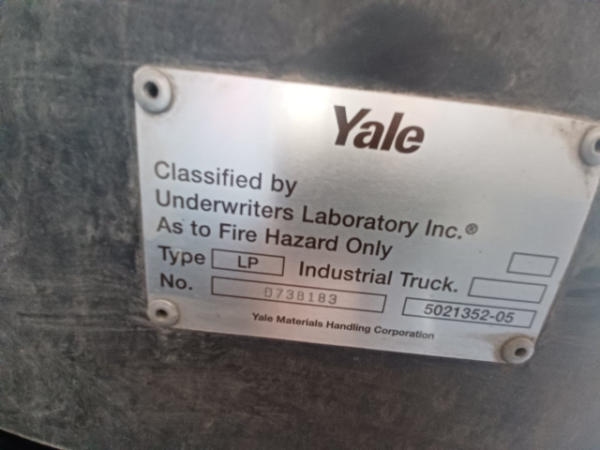 Yale
Classified by
Underwriters Laboratory Inc.®
As to Fire Hazard Only
Type LP Industrial Truck.
No. D738183 5021352-05
Yale Materials Handling Corporation